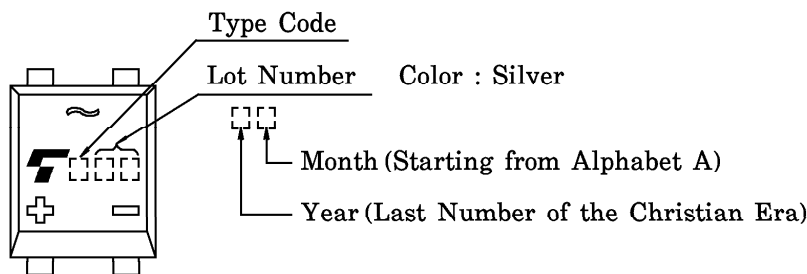 Type Code
Lot Number Color : Silver
~
Month (Starting from Alphabet A)
+ −
Year (Last Number of the Christian Era)